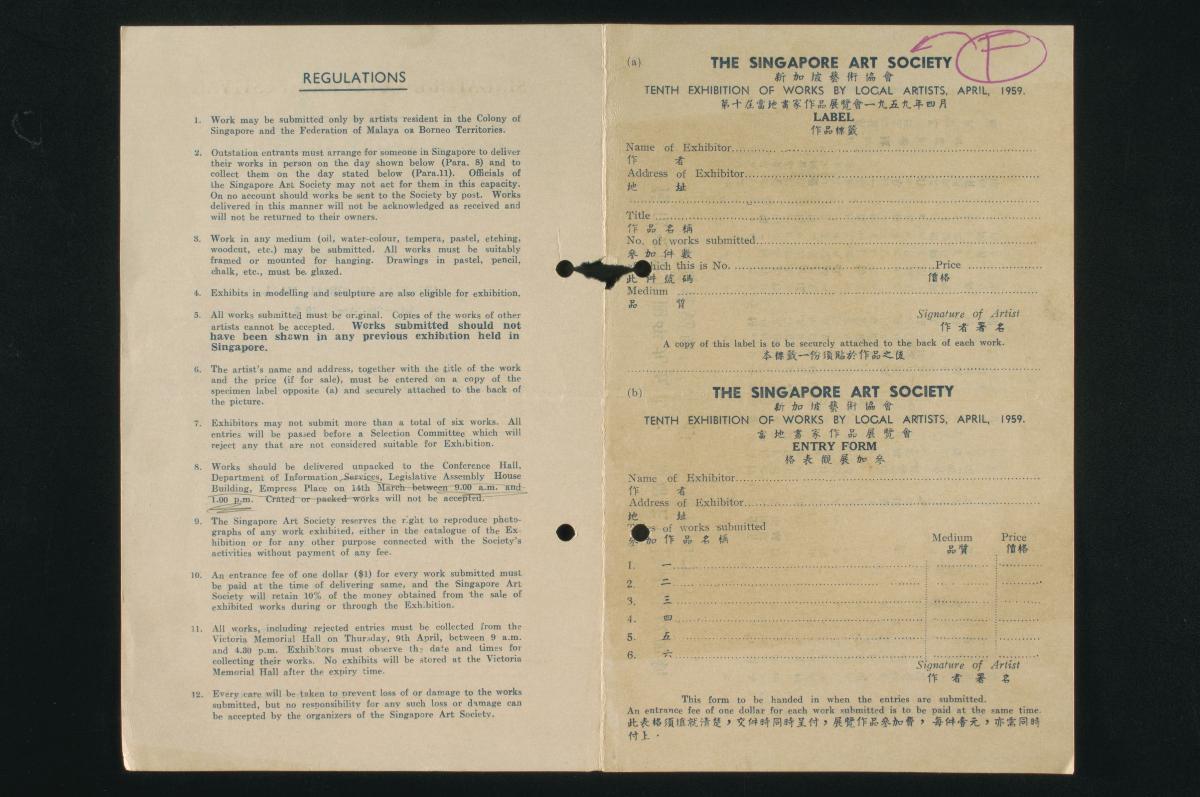 REGULATIONS
1. Work may be submitted only by artists resident in the Colony of
Singapore and the Federation of Malaya or Borneo Territories.
2. Outstation entrants must arrange for someone in Singapore to deliver
their works in person on the day shown below (Para. 8) and to
collect them on the day stated below (Para.11). Officials of
the Singapore Art Society may not act for them in this capacity.
On no account should works be sent to the Society by post. Works
delivered in this manner will not be acknowledged as received and
will not be returned to their owners.
3. Work in any medium (oil, water-colour, tempera, pastel, etching,
woodcut, etc.) may be submitted. All works must be suitably
framed or mounted for hanging. Drawings in pastel, pencil,
chalk, etc., must be glazed.
4. Exhibits in modelling and sculpture are also eligible for exhibition.
5. All works submitted must be original. Copies of the works of other
artists cannot be accepted. Works submitted should not
have been shewn in any previous exhibition held in
Singapore.
6. The artist's name and address, together with the title of the work
and the price (if for sale), must be entered on a copy of the
specimen label opposite (a) and securely attached to the back of
the picture.
7. Exhibitors may not submit more than a total of six works. All
entries will be passed before a Selection Committee which will
reject any that are not considered suitable for Exhibition.
8. Works should be delivered unpacked to the Conference Hall,
Department of Information Services, Legislative Assembly House
Building, Empress Place on 14th March between 9.00 a.m. and
1.00 p.m. Crated or packed works will not be accepted.
9. The Singapore Art Society reserves the right to reproduce photo-
graphs of any work exhibited, either in the catalogue of the Ex-
hibition or for any other purpose connected with the Society's
activities without payment of any fee.
10. An entrance fee of one dollar ($1) for every work submitted must
be paid at the time of delivering same, and the Singapore Art
Society will retain 10% of the money obtained from the sale of
exhibited works during or through the Exhibition.
11. All works, including rejected entries must be collected from the
Victoria Memorial Hall on Thursday, 9th April, between 9 a.m.
and 4.30 p.m. Exhibitors must observe the date and times for
collecting their works. No exhibits will be stored at the Victoria
Memorial Hall after the expiry time.
12. Every care will be taken to prevent loss of or damage to the works
submitted, but no responsibility for any such loss or damage can
be accepted by the organizers of the Singapore Art Society.
P
(a) THE SINGAPORE ART SOCIETY
新加坡藝術協會
TENTH EXHIBITION OF WORKS BY LOCAL ARTISTS, APRIL, 1959.
第十屆當地畫家作品展覽會一九五九年四月
LABEL
作品標籤
Name of Exhibitor
作者
Address of Exhibitor
地址
Title
作品名稱
No. of works submitted
參加件數
which this is No. Price
此件號碼 價格
Medium
品質
Signature of Artist
作者署名
A copy of this label is to be securely attached to the back of each work.
本標籤一份須貼於作品之後
(b) THE SINGAPORE ART SOCIETY
新加坡藝術協會
TENTH EXHIBITION OF WORKS BY LOCAL ARTISTS, APRIL, 1959.
當地畫家作品展覽會
ENTRY FORM
格表觀展加參
Name of Exhibitor
作者
Address of Exhibitor
地址
of works submitted
參加作品名稱
Medium Price
品質 價格
1. 一
2. 二
3. 三
4. 四
5. 五
6. 六
Signature of Artist
作者署名
This form to be handed in when the entries are submitted.
An entrance fee of one dollar for each work submitted is to be paid at the same time.
此表格須填就清楚，交件時同時呈付，展覽作品參加費，每件壹元，亦需同時
付上．